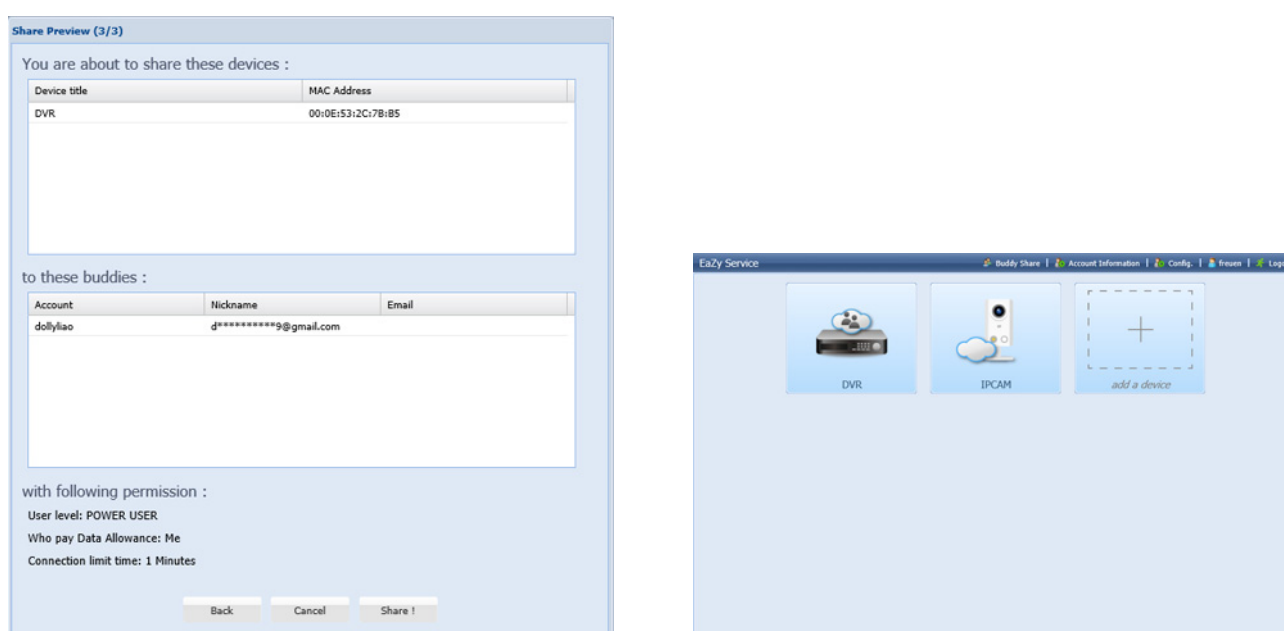 Share Preview (3/3)
You are about to share these devices :
Device title MAC Address
DVR 00:0E:53:2C:7B:B5
to these buddies :
Account Nickname Email
dollyliao d**********9@gmail.com
with following permission :
User level: POWER USER
Who pay Data Allowance: Me
Connection limit time: 1 Minutes
Back Cancel Share !
EaZy Service Buddy Share | Account Information | Config. | freuen | Logo
DVR IPCAM add a device